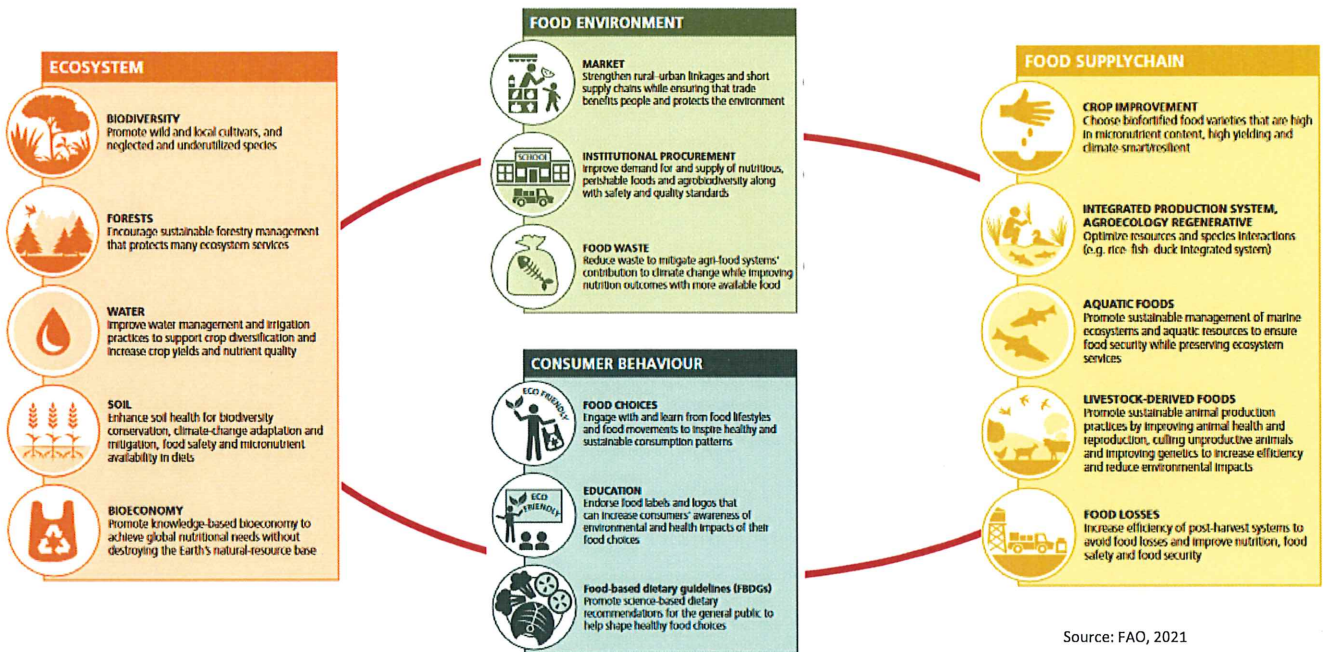 ECOSYSTEM
BIODIVERSITY
Promote wild and local cultivars, and
neglected and underutilized species
FORESTS
Encourage sustainable forestry management
that protects many ecosystem services
WATER
Improve water management and irrigation
practices to support crop diversification and
increase crop yields and nutrient quality
SOIL
Enhance soil health for biodiversity
conservation, climate-change adaptation and
mitigation, food safety and micronutrient
availability in diets
BIOECONOMY
Promote knowledge-based bioeconomy to
achieve global nutritional needs without
destroying the Earth's natural-resource base
FOOD ENVIRONMENT
MARKET
Strengthen rural–urban linkages and short
supply chains while ensuring that trade
benefits people and protects the environment
SCHOOL
INSTITUTIONAL PROCUREMENT
Improve demand for and supply of nutritious,
perishable foods and agrobiodiversity along
with safety and quality standards
FOOD WASTE
Reduce waste to mitigate agri-food systems'
contribution to climate change while improving
nutrition outcomes with more available food
CONSUMER BEHAVIOUR
ECO FRIENDLY
FOOD CHOICES
Engage with and learn from food lifestyles
and food movements to inspire healthy and
sustainable consumption patterns
ECO
FRIENDLY
EDUCATION
Endorse food labels and logos that
can increase consumers' awareness of
environmental and health impacts of their
food choices
Food-based dietary guidelines (FBDGs)
Promote science-based dietary
recommendations for the general public to
help shape healthy food choices
FOOD SUPPLYCHAIN
CROP IMPROVEMENT
Choose biofortified food varieties that are high
in micronutrient content, high yielding and
climate-smart/resilient
INTEGRATED PRODUCTION SYSTEM,
AGROECOLOGY REGENERATIVE
Optimize resources and species interactions
(e.g. rice- fish- duck integrated system)
AQUATIC FOODS
Promote sustainable management of marine
ecosystems and aquatic resources to ensure
food security while preserving ecosystem
services
LIVESTOCK-DERIVED FOODS
Promote sustainable animal production
practices by improving animal health and
reproduction, culling unproductive animals
and improving genetics to increase efficiency
and reduce environmental impacts
FOOD LOSSES
Increase efficiency of post-harvest systems to
avoid food losses and improve nutrition, food
safety and food security
Source: FAO, 2021